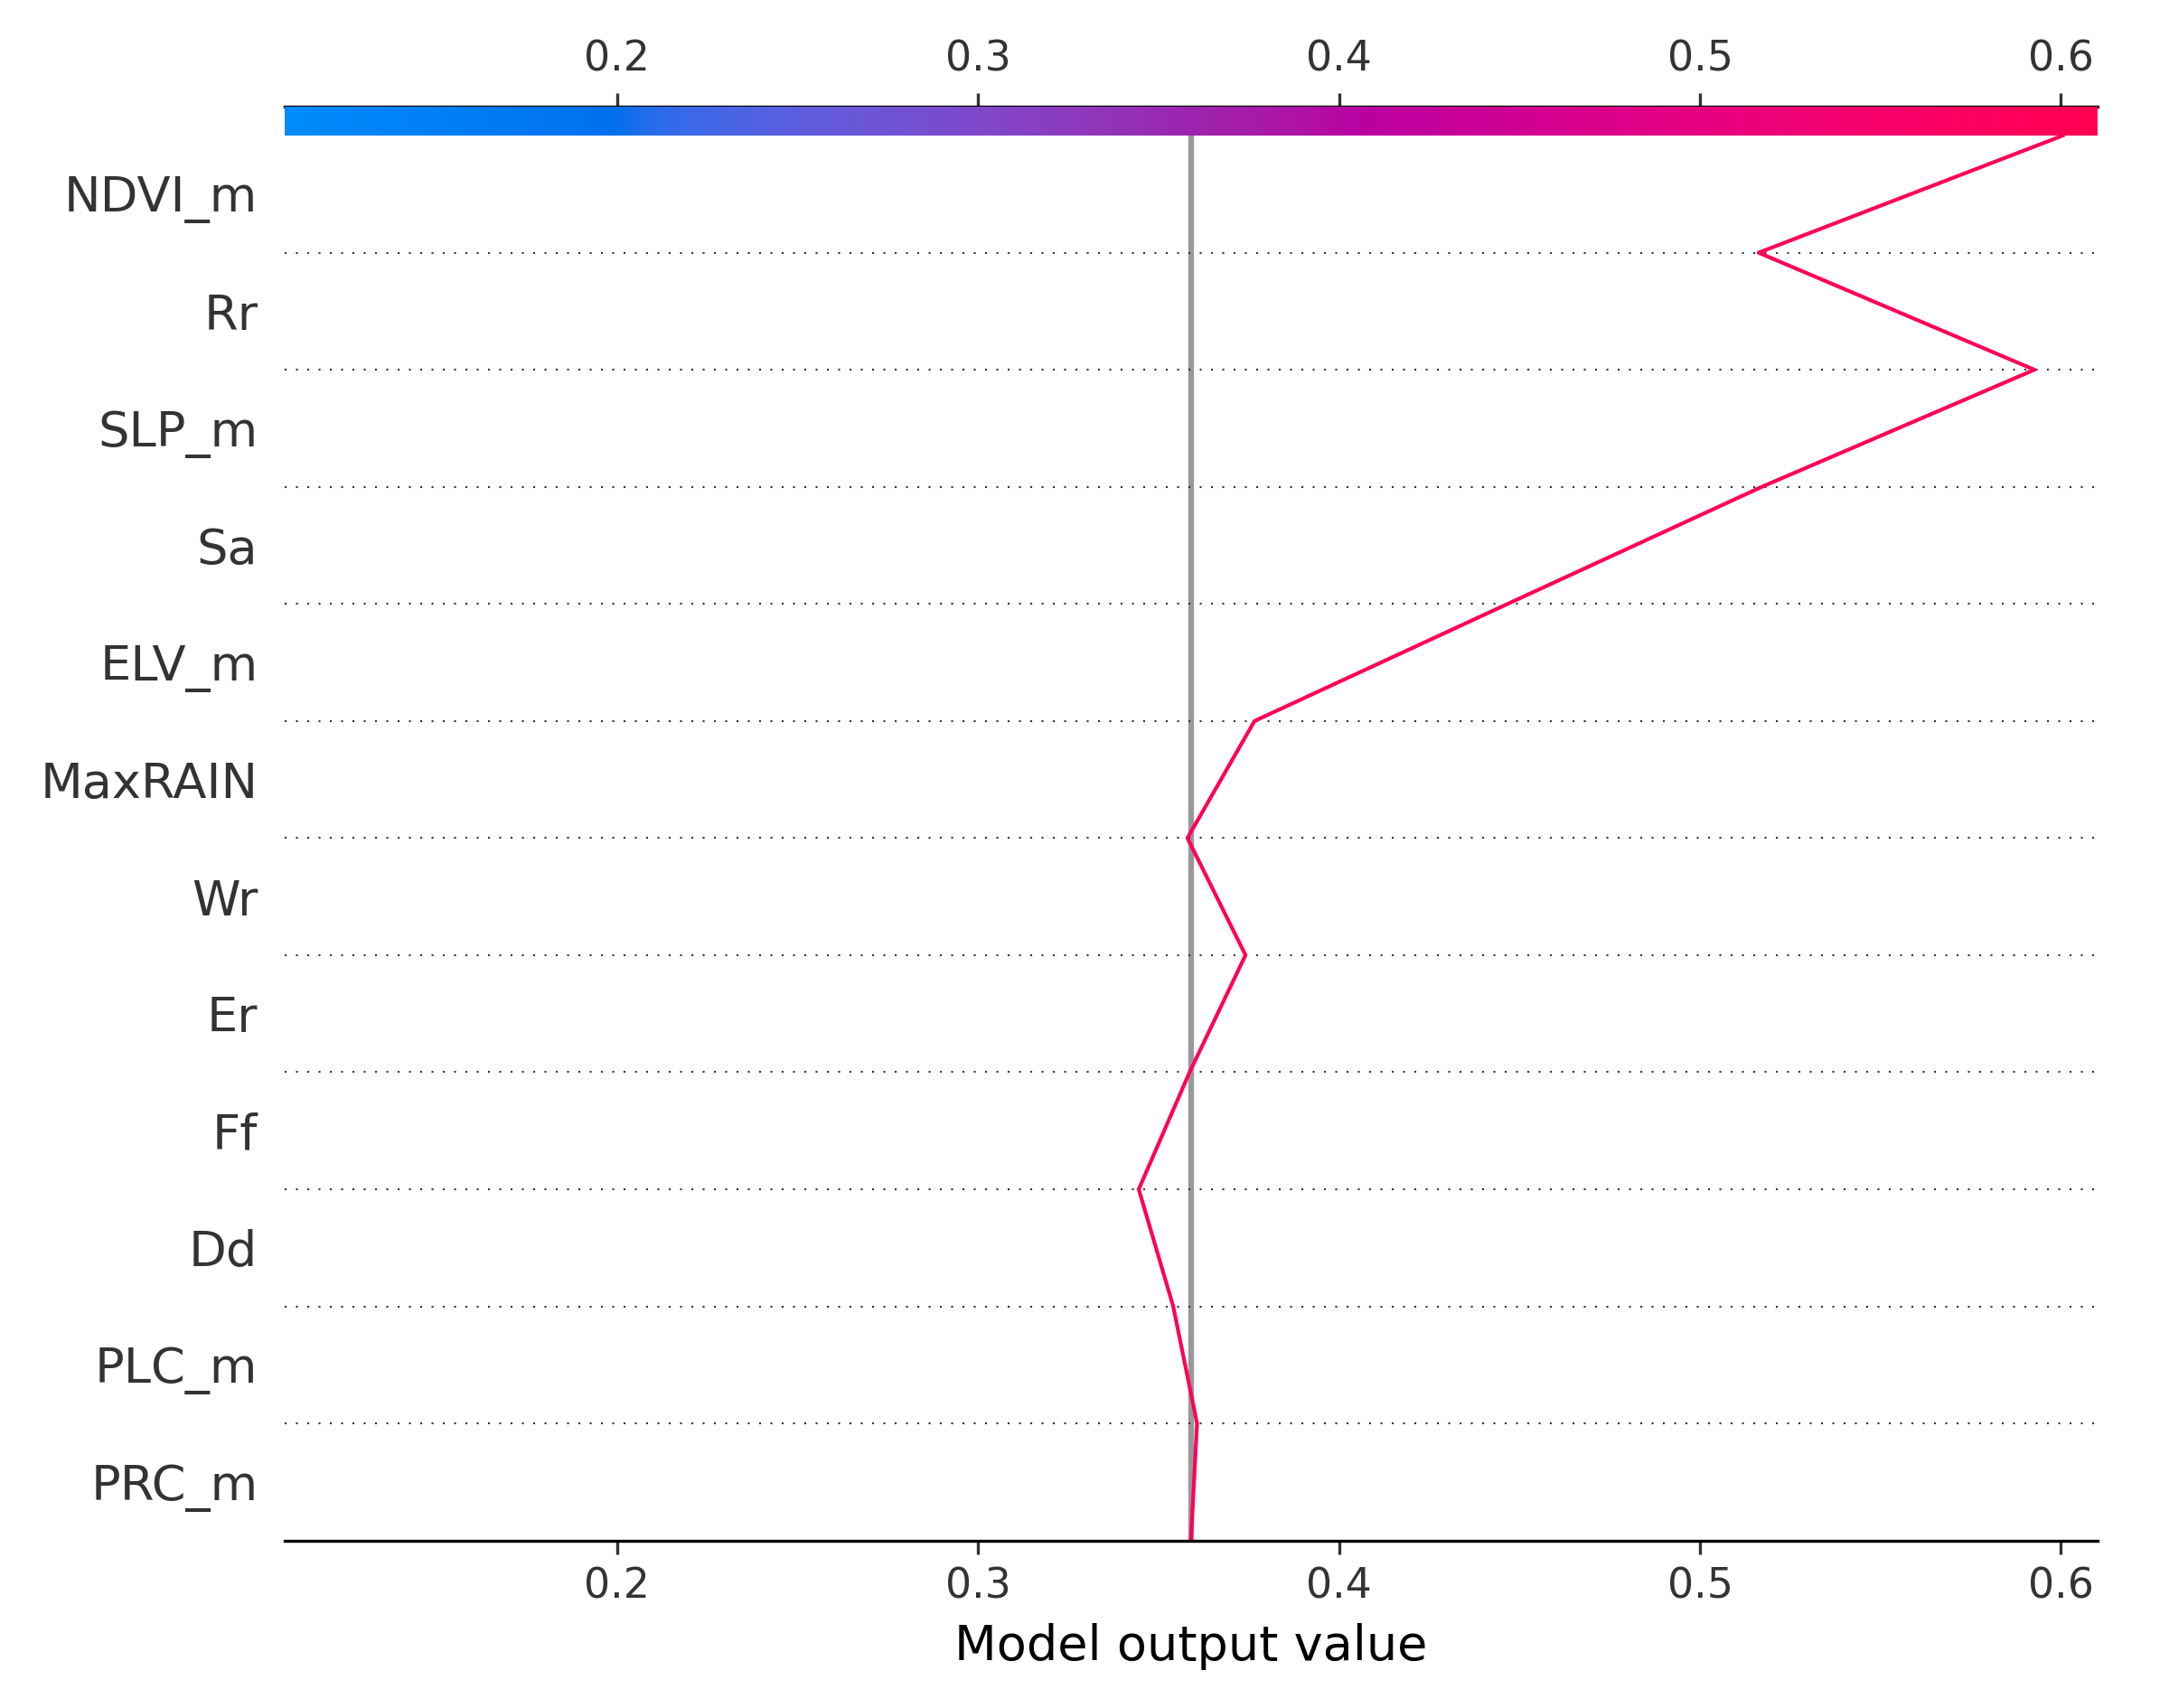 0.2 0.3 0.4 0.5 0.6
NDVI_m
Rr
SLP_m
Sa
ELV_m
MaxRAIN
Wr
Er
Ff
Dd
PLC_m
PRC_m
0.2 0.3 0.4 0.5 0.6
Model output value